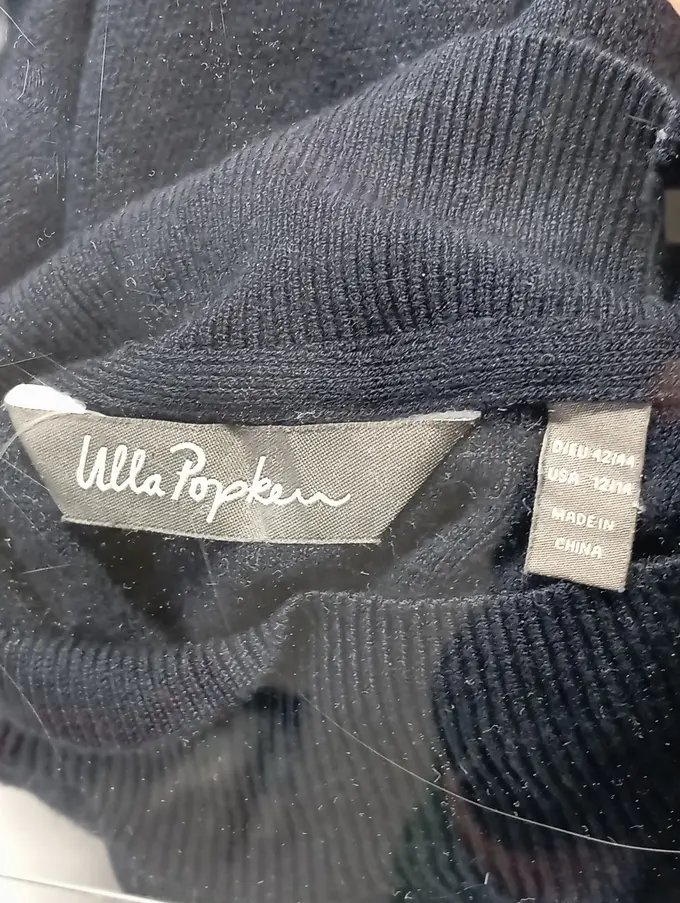 Ulla Popken
D/EU 42/44
USA 12/14
MADE IN
CHINA